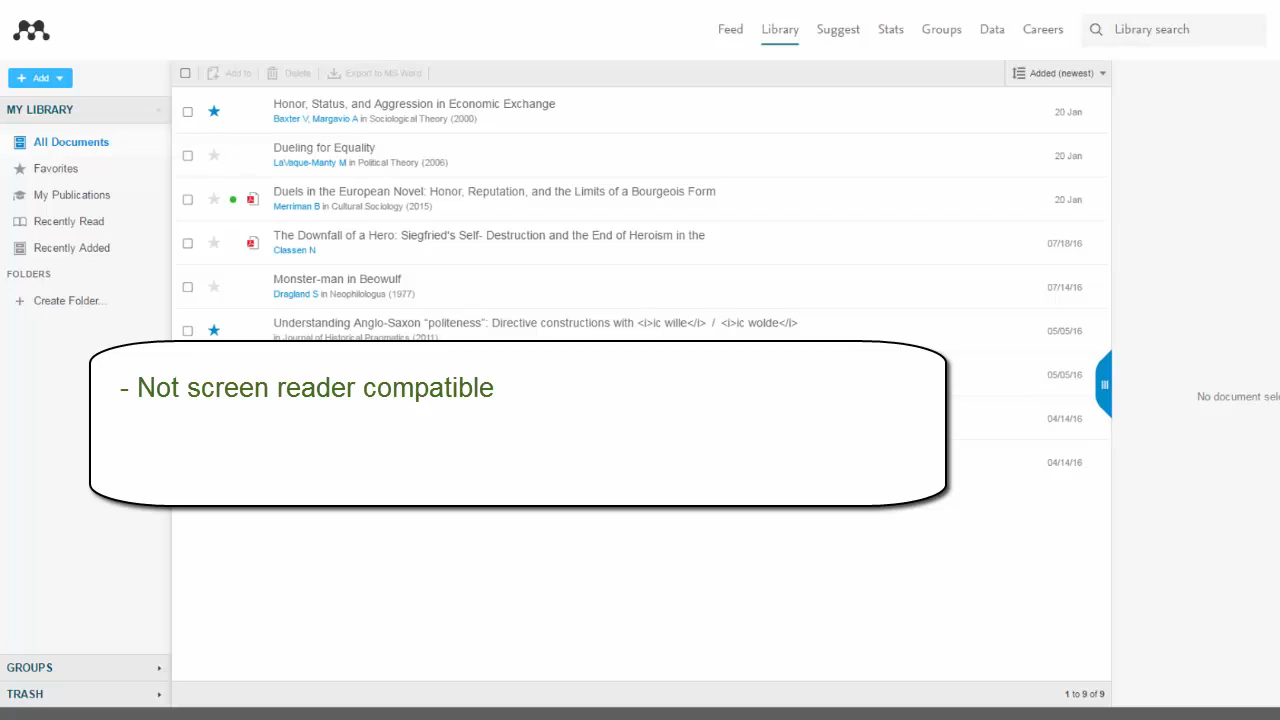 Feed Library Suggest Stats Groups Data Careers Library search
+ Add
MY LIBRARY
All Documents
Favorites
My Publications
Recently Read
Recently Added
FOLDERS
+ Create Folder...
GROUPS
TRASH
Add to Delete Export to MS Word Added (newest)
Honor, Status, and Aggression in Economic Exchange 20 Jan
Baxter V, Margavio A in Sociological Theory (2000)
Dueling for Equality 20 Jan
LaVaque-Manty M in Political Theory (2006)
Duels in the European Novel: Honor, Reputation, and the Limits of a Bourgeois Form 20 Jan
Merriman B in Cultural Sociology (2015)
The Downfall of a Hero: Siegfried's Self- Destruction and the End of Heroism in the 07/18/16
Classen N
Monster-man in Beowulf 07/14/16
Dragland S in Neophilologus (1977)
Understanding Anglo-Saxon “politeness”: Directive constructions with <i>ic wille</i> / <i>ic wolde</i> 05/05/16
in Journal of Historical Pragmatics (2011)
- Not screen reader compatible
05/05/16
04/14/16
04/14/16
No document sel
1 to 9 of 9